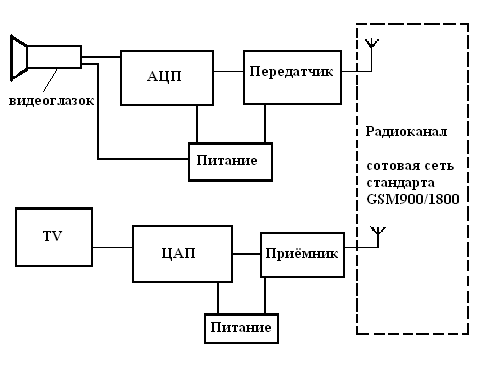 АЦП
Передатчик
видеоглазок
Питание
Радиоканал
сотовая сеть
стандарта
GSM900/1800
TV
ЦАП
Приёмник
Питание